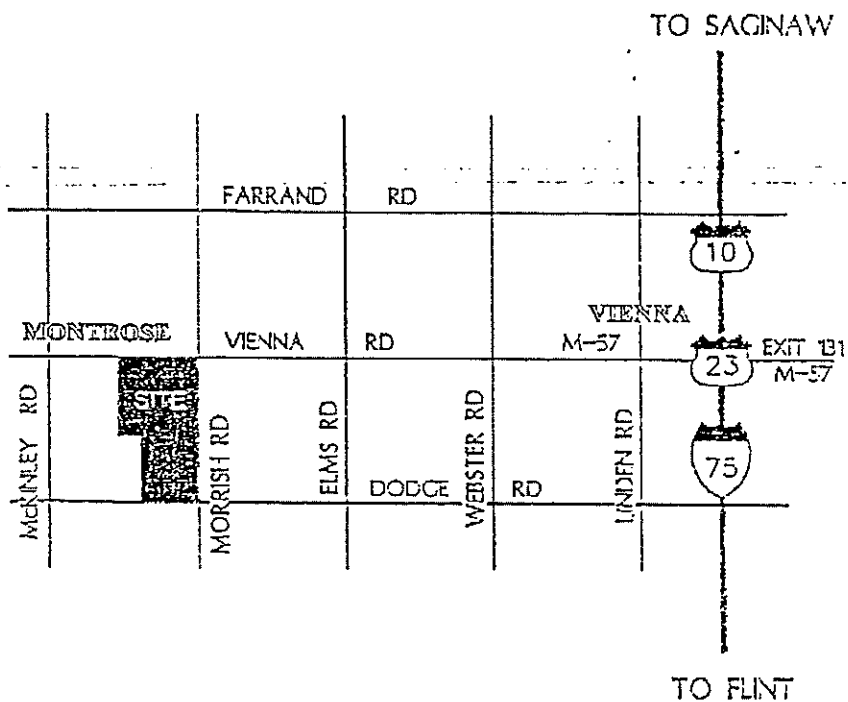 TO SAGINAW
FARRAND RD
10
MONTROSE
VIENNA
VIENNA RD
M-57
23
EXIT 131
M-57
SITE
McKINLEY RD
MORRISH RD
ELMS RD
WEBSTER RD
LINDEN RD
75
DODGE RD
TO FLINT